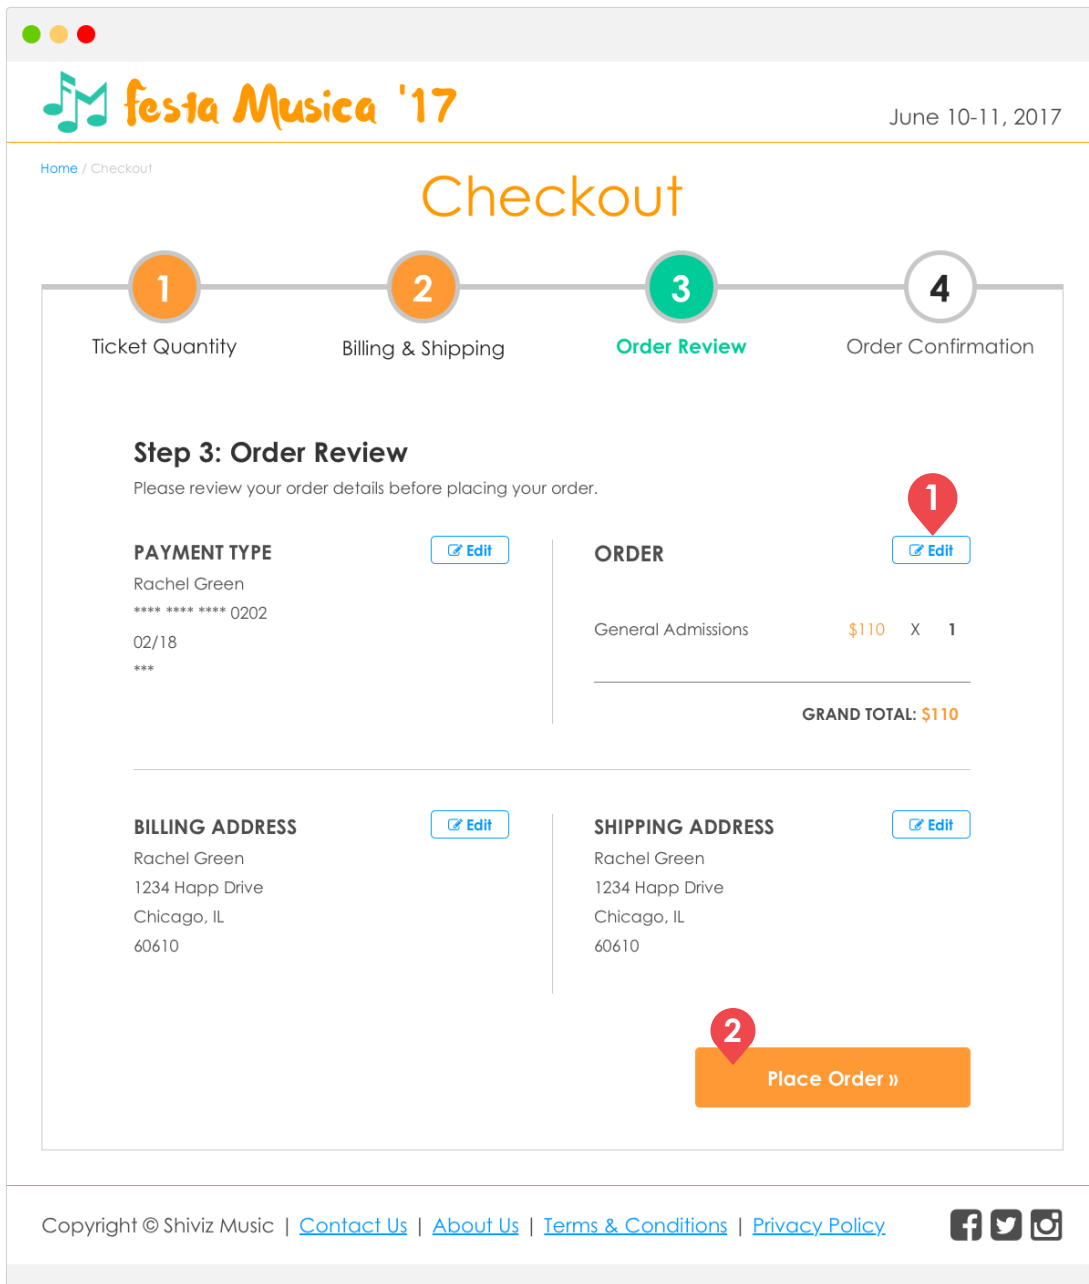 festa Musica '17
June 10-11, 2017
Home / Checkout
Checkout
1 2 3 4
Ticket Quantity Billing & Shipping Order Review Order Confirmation
Step 3: Order Review
Please review your order details before placing your order.
1
PAYMENT TYPE Edit
Rachel Green
**** **** **** 0202
02/18
***
ORDER Edit
General Admissions $110 X 1
GRAND TOTAL: $110
BILLING ADDRESS Edit
Rachel Green
1234 Happ Drive
Chicago, IL
60610
SHIPPING ADDRESS Edit
Rachel Green
1234 Happ Drive
Chicago, IL
60610
2
Place Order »
Copyright © Shiviz Music | Contact Us | About Us | Terms & Conditions | Privacy Policy